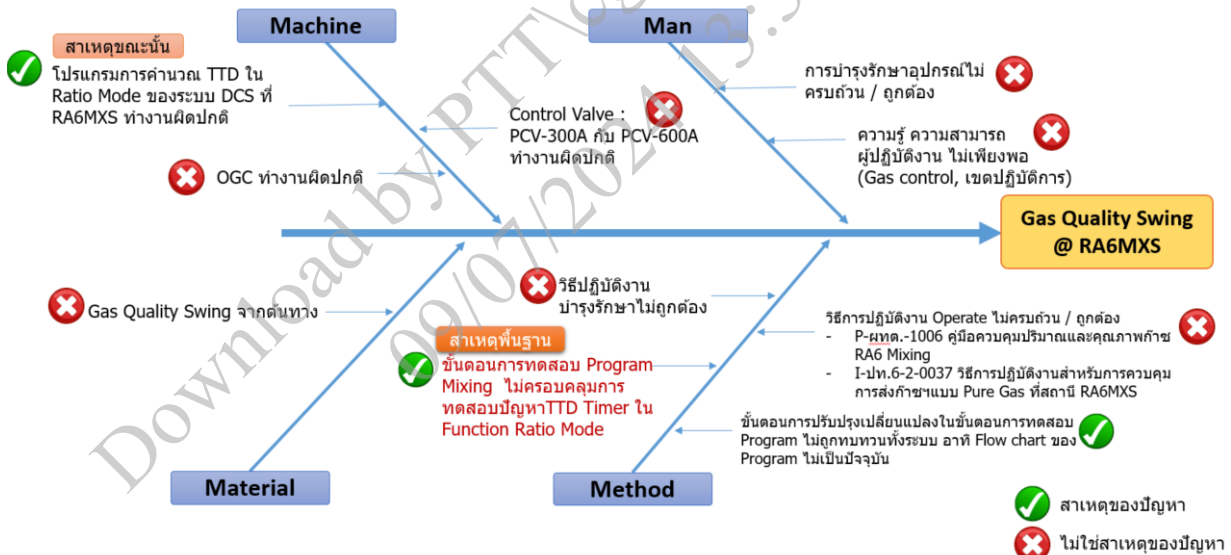 Machine
Man
สาเหตุขณะนั้น
โปรแกรมการคำนวณ TTD ใน
Ratio Mode ของระบบ DCS ที่
RA6MXS ทำงานผิดปกติ
OGC ทำงานผิดปกติ
Control Valve :
PCV-300A กับ PCV-600A
ทำงานผิดปกติ
การบำรุงรักษาอุปกรณ์ไม่
ครบถ้วน / ถูกต้อง
ความรู้ ความสามารถ
ผู้ปฏิบัติงาน ไม่เพียงพอ
(Gas control, เขตปฏิบัติการ)
Gas Quality Swing
@ RA6MXS
Gas Quality Swing จากต้นทาง
วิธีปฏิบัติงาน
บำรุงรักษาไม่ถูกต้อง
สาเหตุพื้นฐาน
ขั้นตอนการทดสอบ Program
Mixing ไม่ครอบคลุมการ
ทดสอบปัญหาTTD Timer ใน
Function Ratio Mode
วิธีการปฏิบัติงาน Operate ไม่ครบถ้วน / ถูกต้อง
- P-ผทต.-1006 คู่มือควบคุมปริมาณและคุณภาพก๊าซ
RA6 Mixing
- I-ปท.6-2-0037 วิธีการปฏิบัติงานสำหรับการควบคุม
การส่งก๊าซฯแบบ Pure Gas ที่สถานี RA6MXS
ขั้นตอนการปรับปรุงเปลี่ยนแปลงในขั้นตอนการทดสอบ
Program ไม่ถูกทบทวนทั้งระบบ อาทิ Flow chart ของ
Program ไม่เป็นปัจจุบัน
Material
Method
สาเหตุของปัญหา
ไม่ใช่สาเหตุของปัญหา
Download by PTT\
09/07/2024 13: